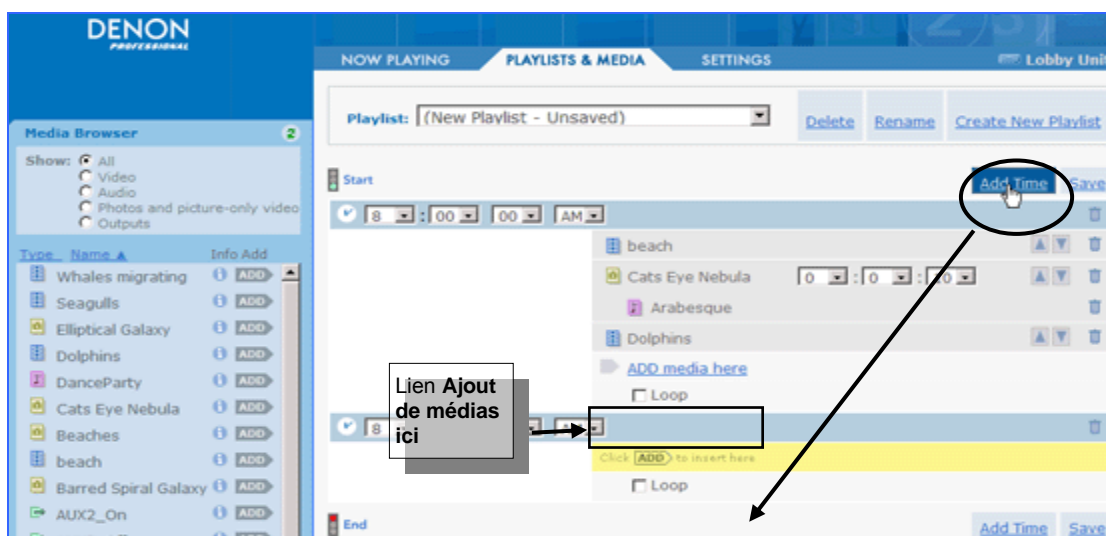 DENON
PROFESSIONAL
NOW PLAYING PLAYLISTS & MEDIA SETTINGS Lobby Unit
Playlist: (New Playlist - Unsaved) Delete Rename Create New Playlist
Media Browser 2
Show: All
Video
Audio
Photos and picture-only video
Outputs
Type Name Info Add
Whales migrating ADD
Seagulls ADD
Elliptical Galaxy ADD
Dolphins ADD
DanceParty ADD
Cats Eye Nebula ADD
Beaches ADD
beach ADD
Barred Spiral Galaxy ADD
AUX2_On ADD
Start Add Time Save
8 : 00 00 AM
beach
Cats Eye Nebula 0 : 0 :
Arabesque
Dolphins
ADD media here
Loop
Lien Ajout
de médias
ici
8
Click ADD to insert here
Loop
End Add Time Save